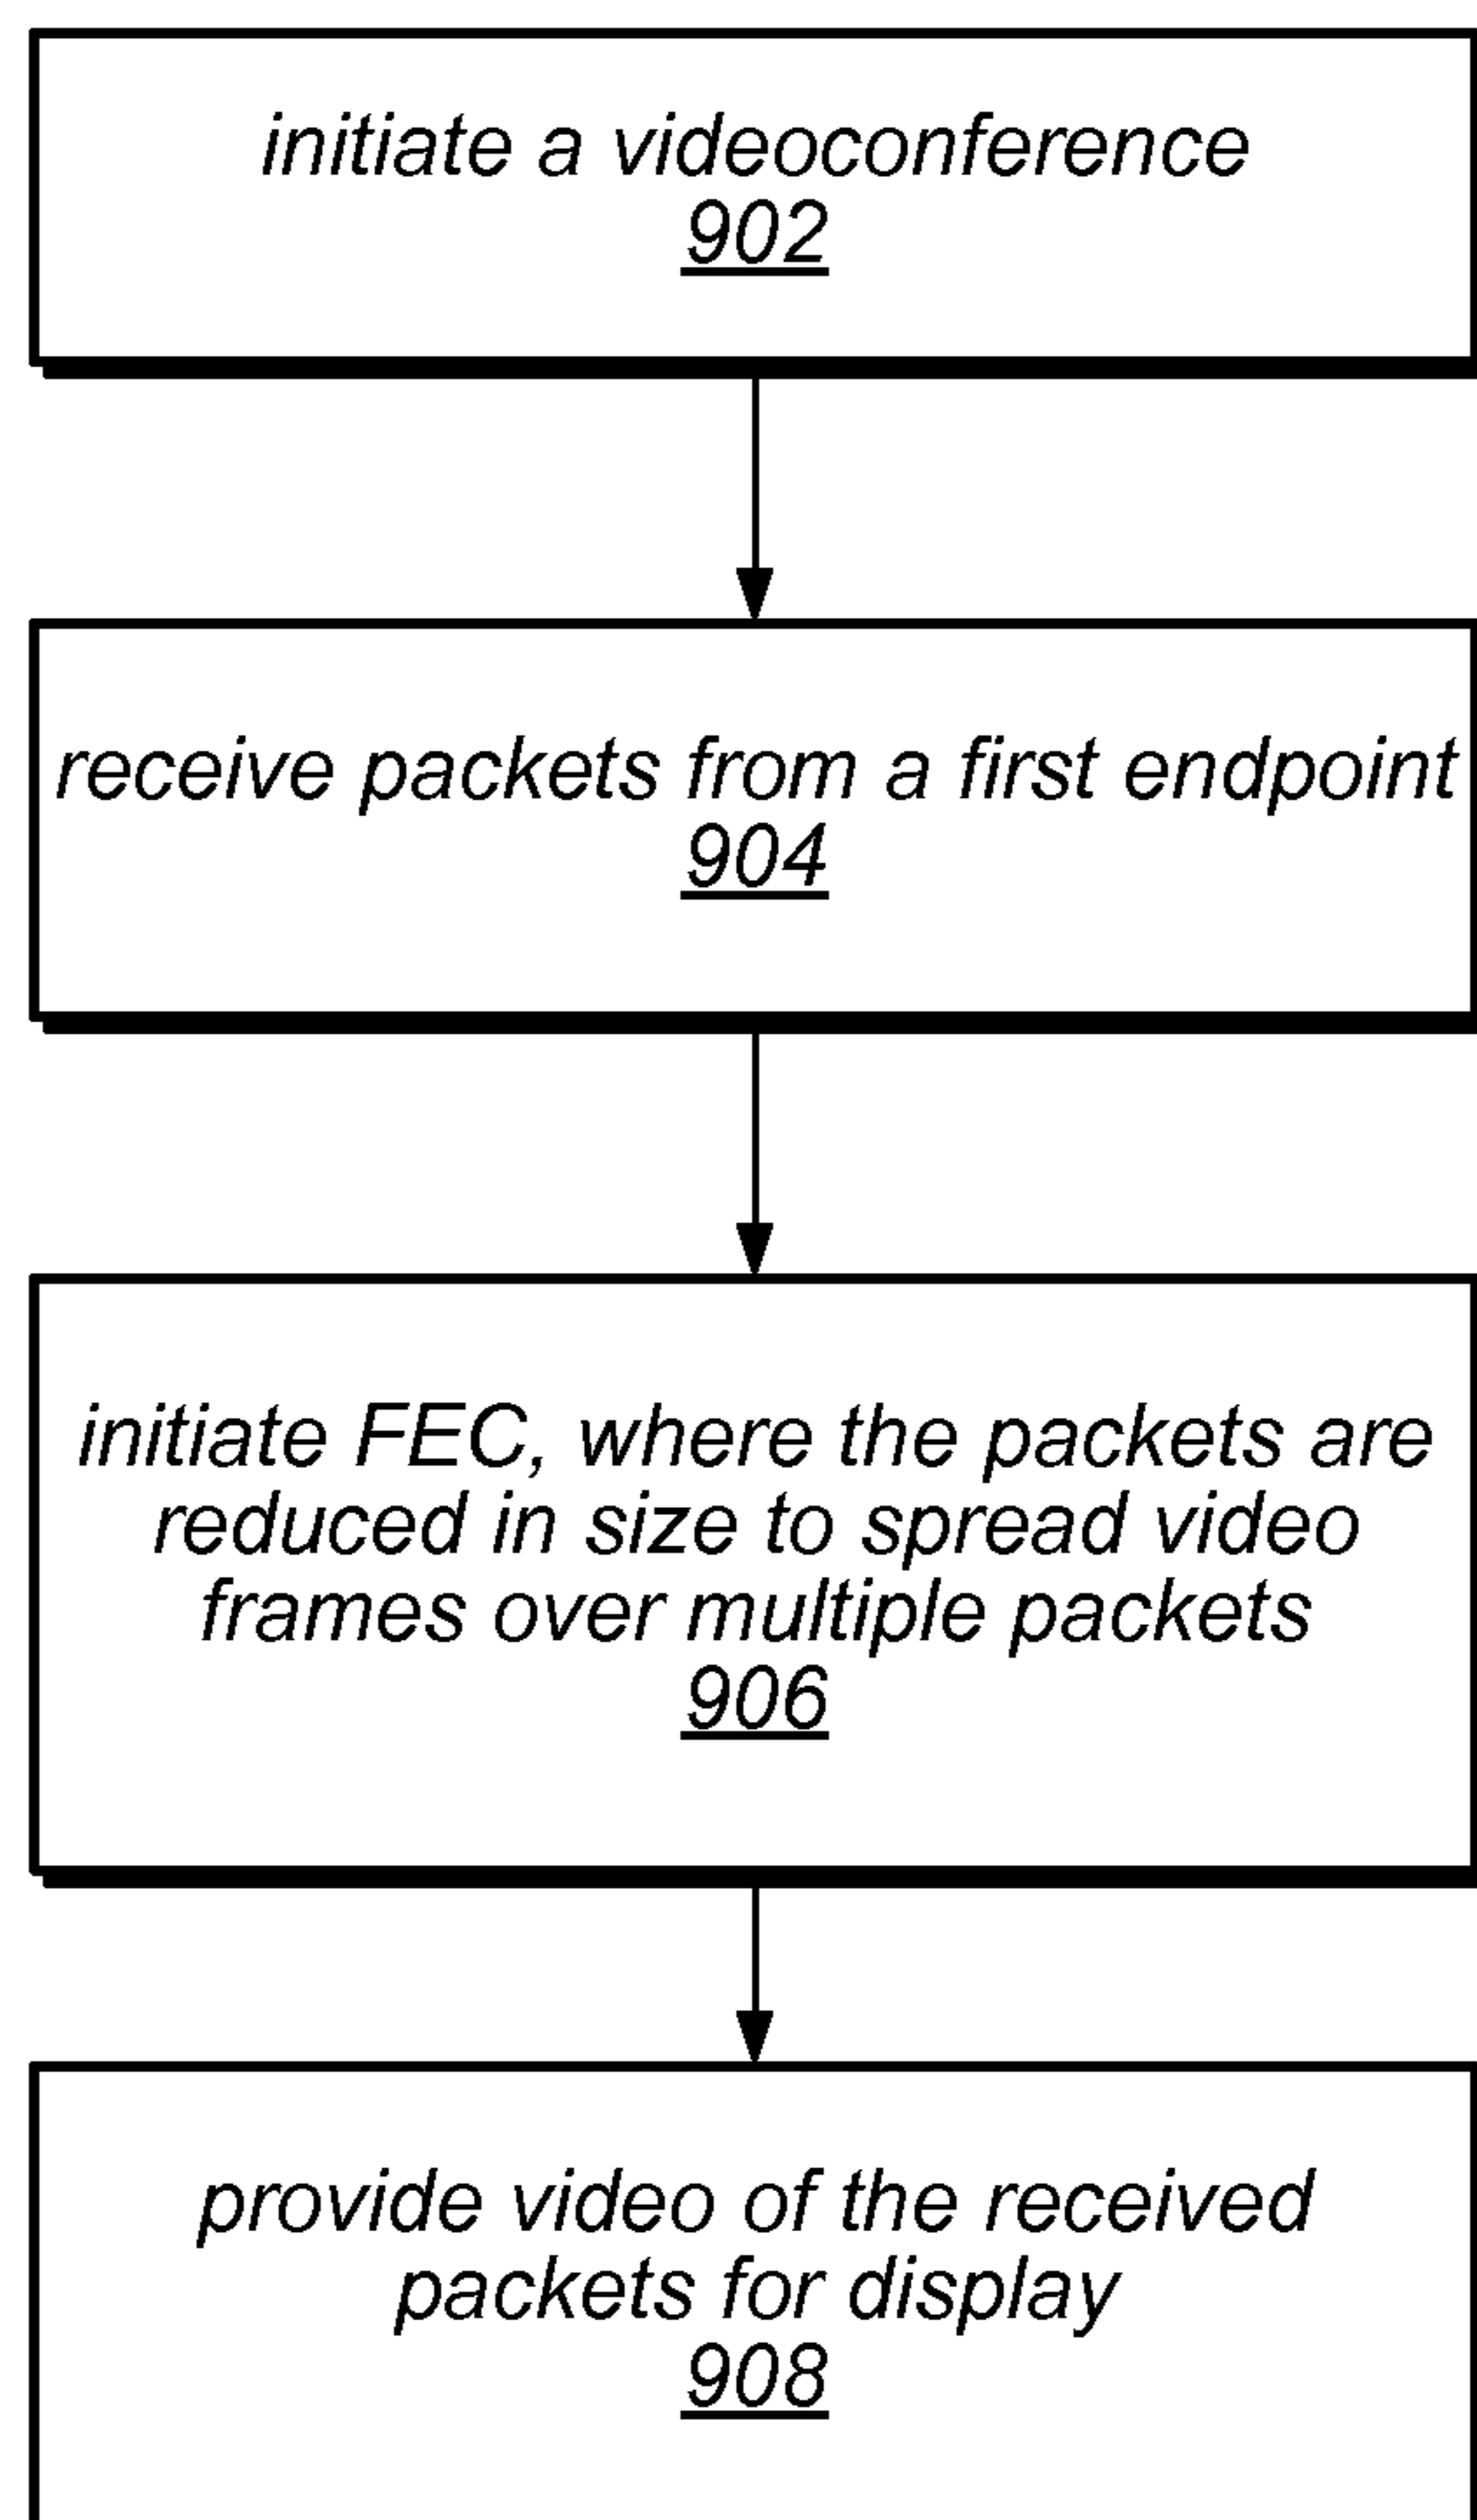 initiate a videoconference
902
receive packets from a first endpoint
904
initiate FEC, where the packets are
reduced in size to spread video
frames over multiple packets
906
provide video of the received
packets for display
908